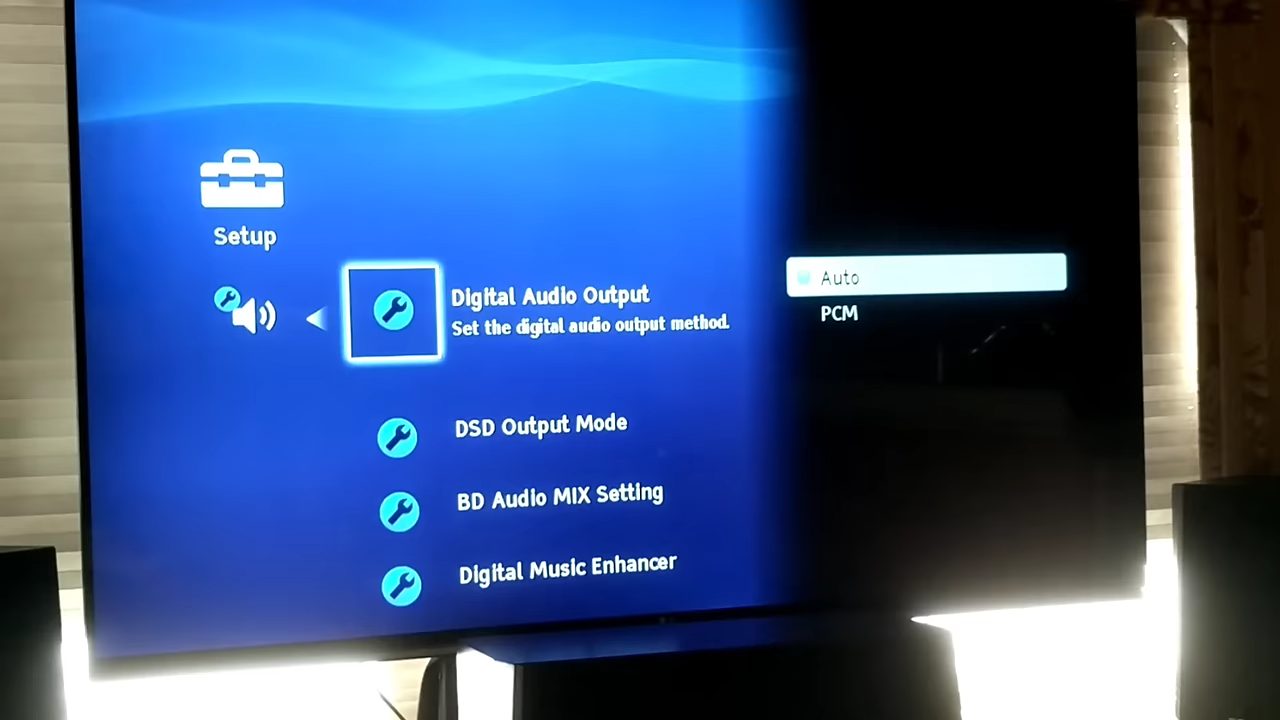 Setup
Digital Audio Output
Set the digital audio output method.
Auto
PCM
DSD Output Mode
BD Audio MIX Setting
Digital Music Enhancer